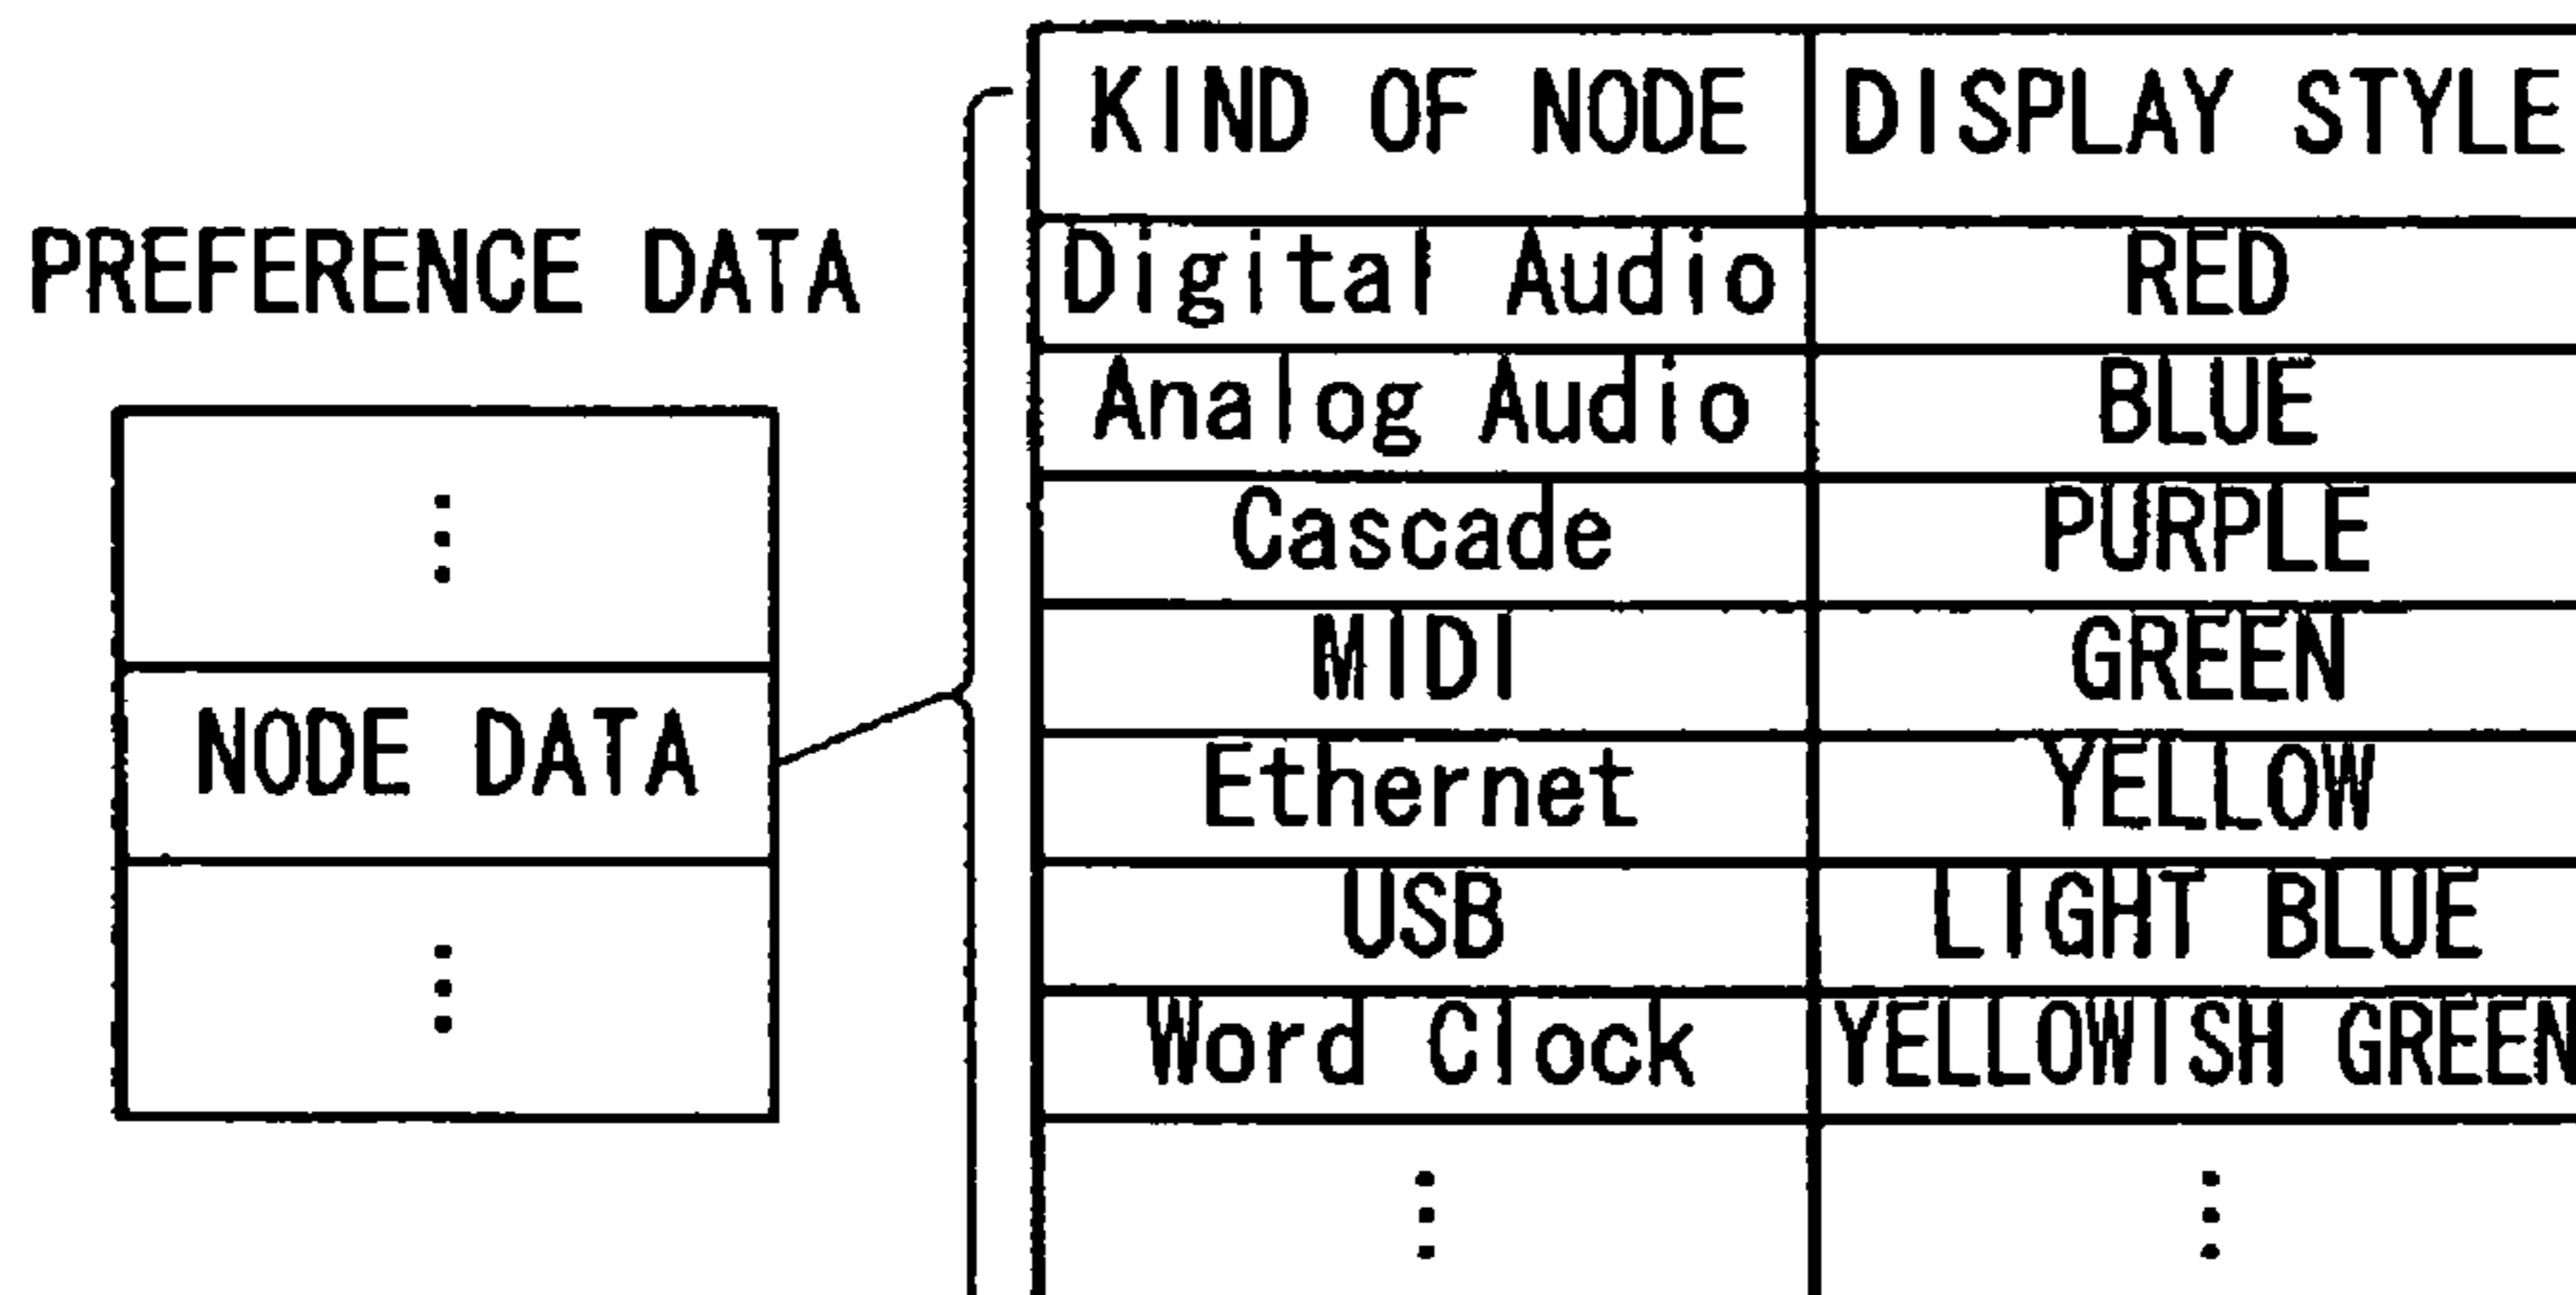 PREFERENCE DATA
NODE DATA
KIND OF NODE DISPLAY STYLE
Digital Audio RED
Analog Audio BLUE
Cascade PURPLE
MIDI GREEN
Ethernet YELLOW
USB LIGHT BLUE
Word Clock YELLOWISH GREEN